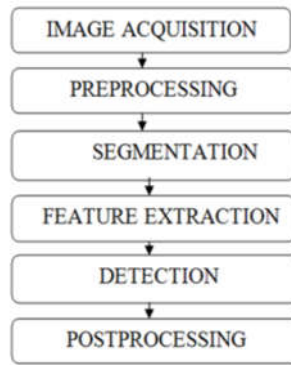 IMAGE ACQUISITION
PREPROCESSING
SEGMENTATION
FEATURE EXTRACTION
DETECTION
POSTPROCESSING